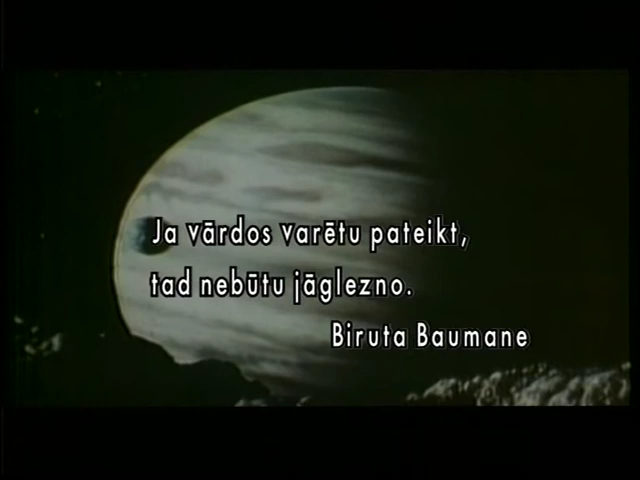 Ja vārdos varētu pateikt,
tad nebūtu jāglezno.
Biruta Baumane